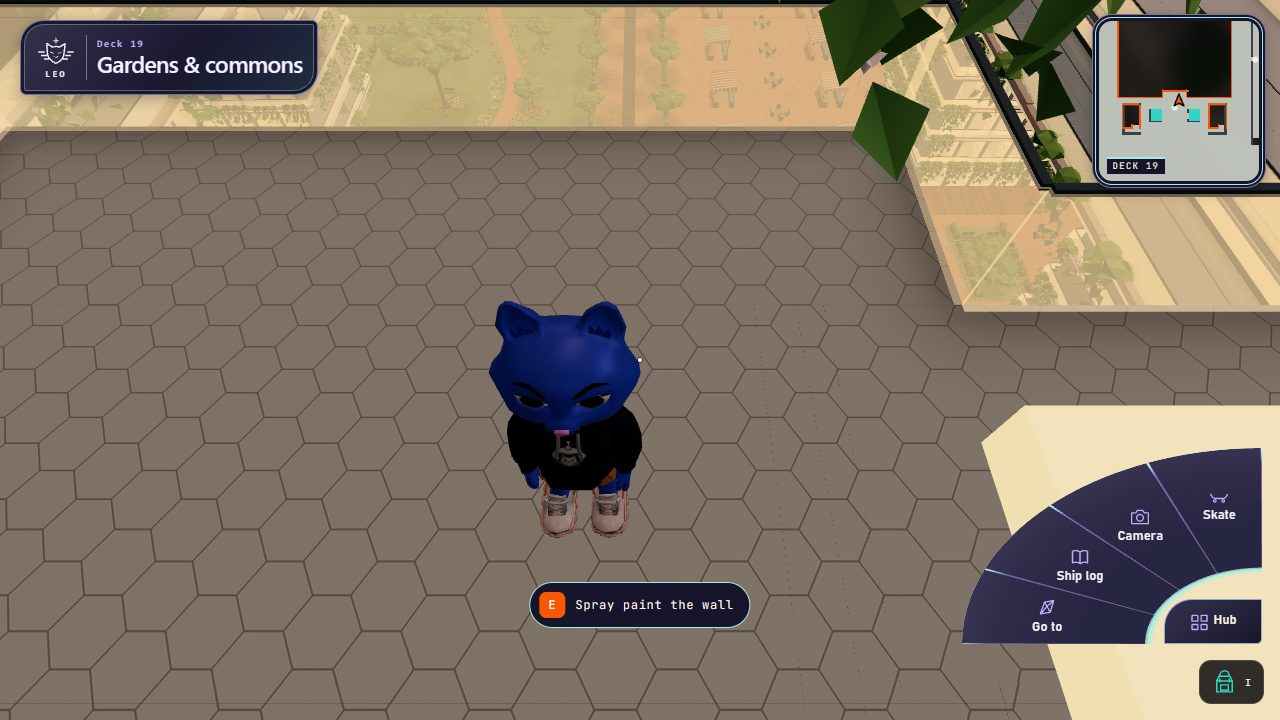 Deck 19
Gardens & commons
LEO
DECK 19
Skate
Camera
Ship log
Go to
Hub
E Spray paint the wall
I